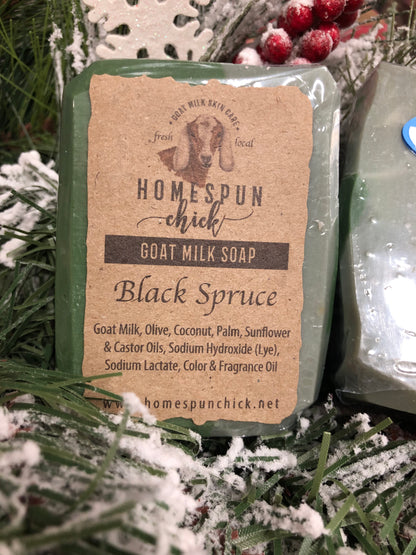 GOAT MILK SKIN CARE
fresh local
HOMESPUN
chick
GOAT MILK SOAP
Black Spruce
Goat Milk, Olive, Coconut, Palm, Sunflower
& Castor Oils, Sodium Hydroxide (Lye),
Sodium Lactate, Color & Fragrance Oil
www.homespunchick.net